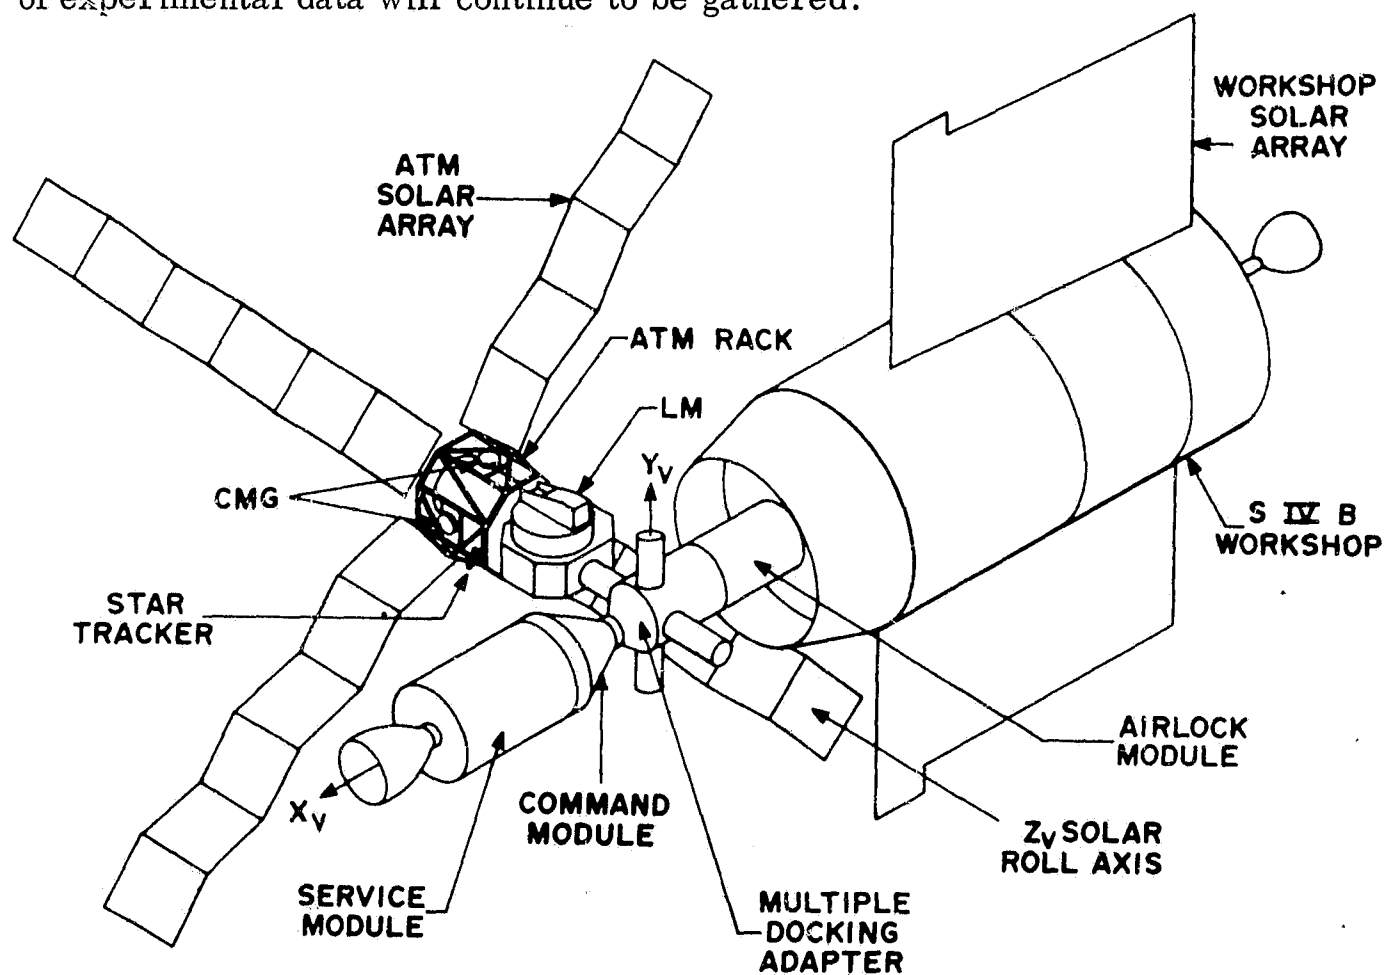 of experimental data will continue to be gathered.
WORKSHOP
SOLAR
ARRAY
ATM
SOLAR
ARRAY
ATM RACK
LM
CMG
Yv
S IV B
WORKSHOP
STAR
TRACKER
AIRLOCK
MODULE
Xv
COMMAND
MODULE
Zv SOLAR
ROLL AXIS
SERVICE
MODULE
MULTIPLE
DOCKING
ADAPTER